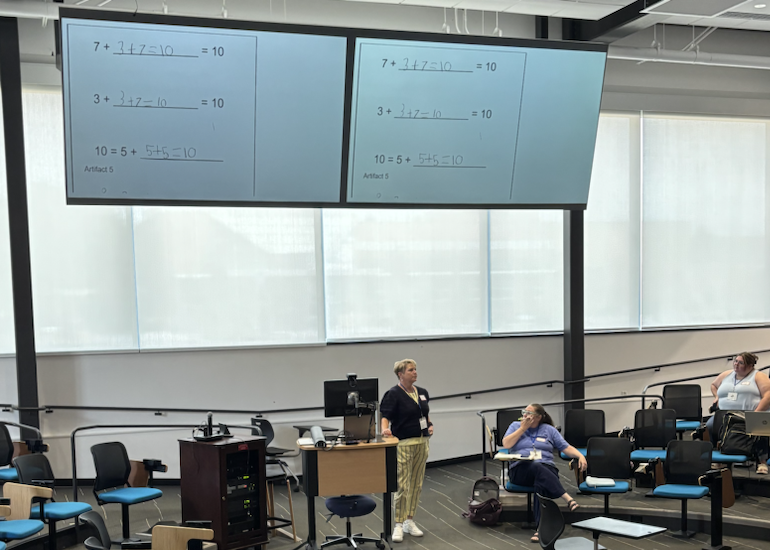 7 + 3+7=10 = 10
3 + 3+7=10 = 10
10 = 5 + 5+5=10
Artifact 5
7 + 3+7=10 = 10
3 + 3+7=10 = 10
10 = 5 + 5+5=10
Artifact 5